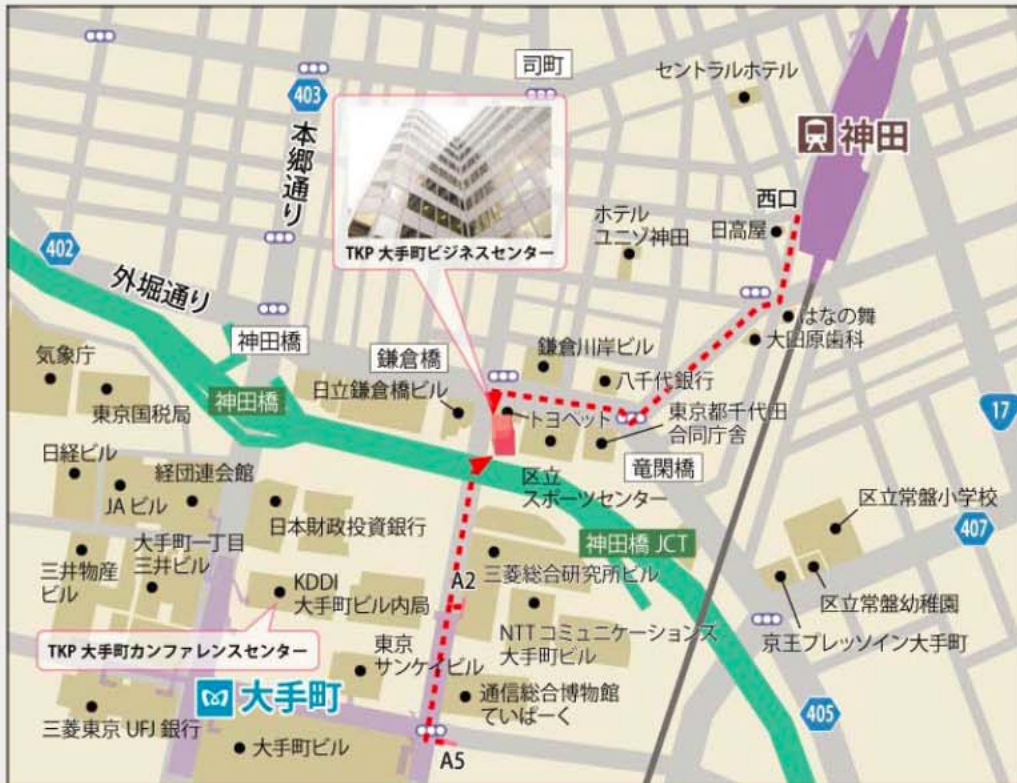 司町
セントラルホテル
403
本郷通り
神田
西口
日高屋
ホテル
ユニゾ神田
TKP 大手町ビジネスセンター
402
外堀通り
はなの舞
大田原歯科
神田橋
鎌倉橋
鎌倉川岸ビル
気象庁
日立鎌倉橋ビル
八千代銀行
東京国税局
神田橋
トヨペット
東京都千代田
合同庁舎
17
日経ビル
経団連会館
区立
スポーツセンター
竜閑橋
JAビル
日本財政投資銀行
区立常盤小学校
407
大手町一丁目
三井ビル
神田橋 JCT
三井物産
ビル
KDDI
大手町ビル内局
A2
三菱総合研究所ビル
区立常盤幼稚園
TKP 大手町カンファレンスセンター
東京
サンケイビル
NTTコミュニケーションズ
大手町ビル
京王プレッソイン大手町
大手町
通信総合博物館
ていぱーく
405
三菱東京UFJ銀行
大手町ビル
A5